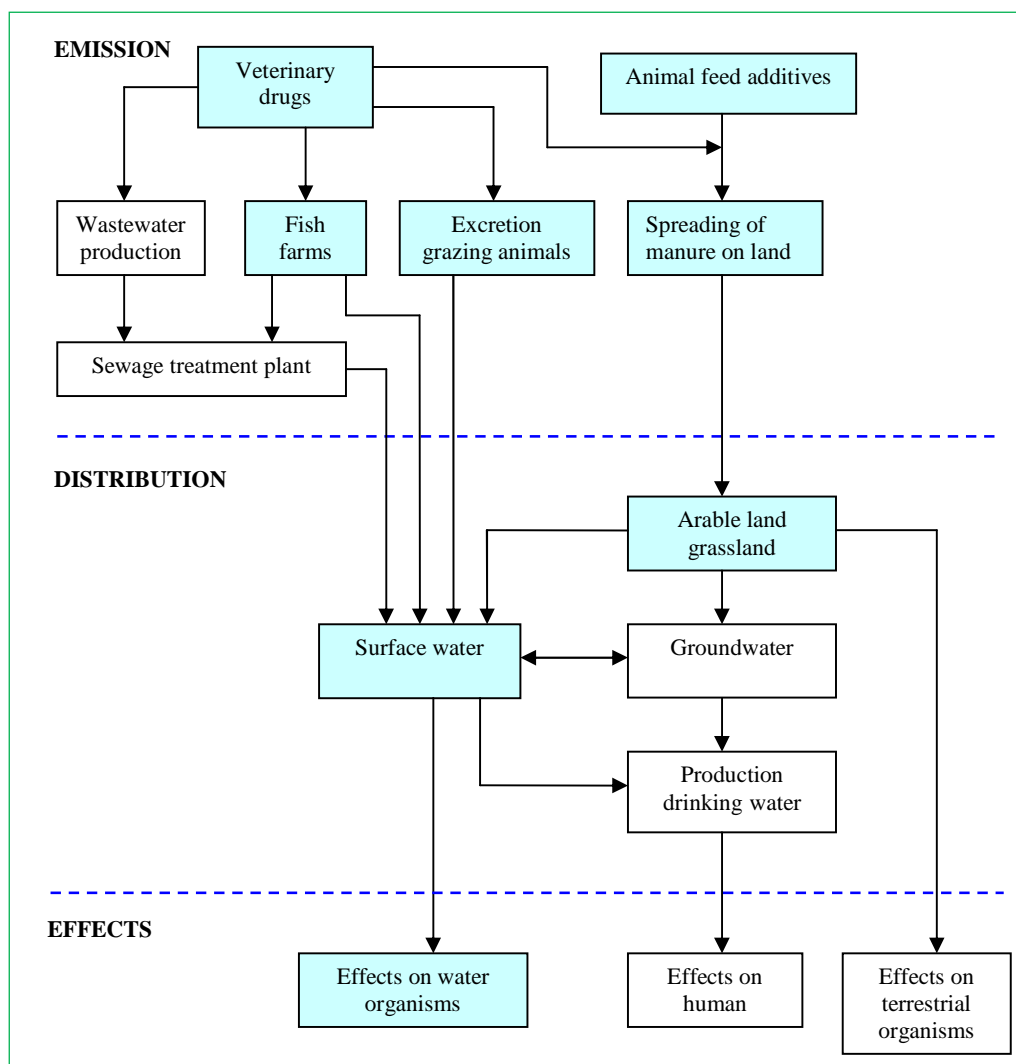 EMISSION
Veterinary
drugs
Animal feed additives
Wastewater
production
Fish
farms
Excretion
grazing animals
Spreading of
manure on land
Sewage treatment plant
DISTRIBUTION
Arable land
grassland
Surface water
Groundwater
Production
drinking water
EFFECTS
Effects on water
organisms
Effects on
human
Effects on
terrestrial
organisms